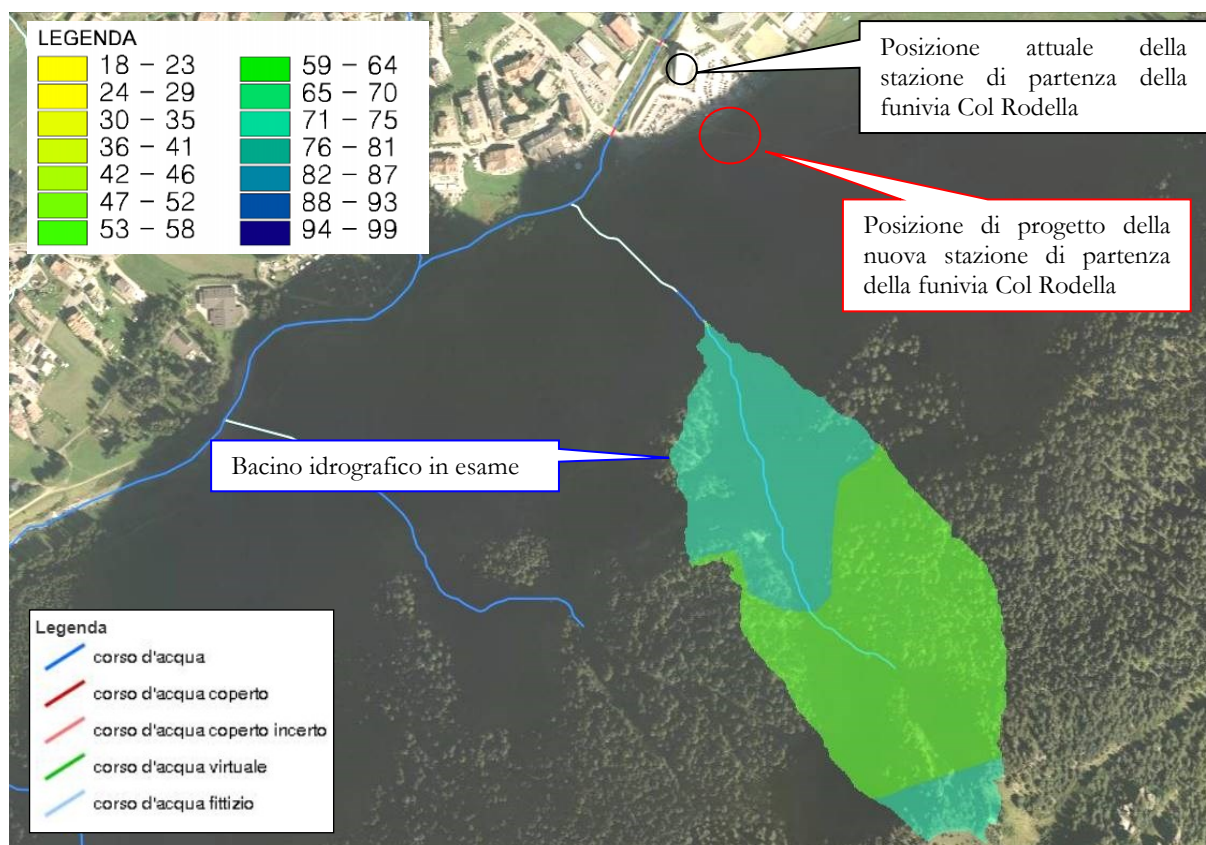 LEGENDA
18 – 23
24 – 29
30 – 35
36 – 41
42 – 46
47 – 52
53 – 58
59 – 64
65 – 70
71 – 75
76 – 81
82 – 87
88 – 93
94 – 99
Posizione attuale della
stazione di partenza della
funivia Col Rodella
Posizione di progetto della
nuova stazione di partenza
della funivia Col Rodella
Bacino idrografico in esame
Legenda
corso d'acqua
corso d'acqua coperto
corso d'acqua coperto incerto
corso d'acqua virtuale
corso d'acqua fittizio